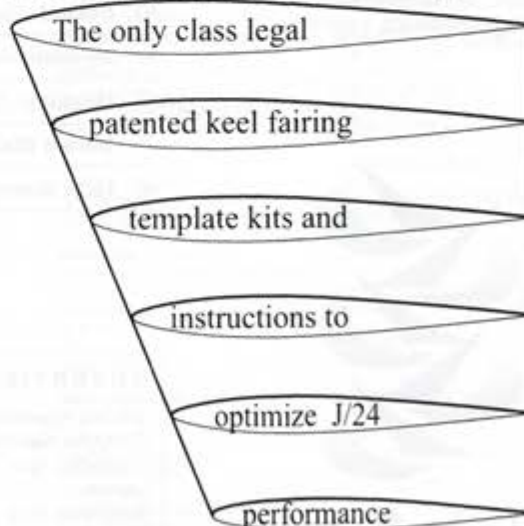 The only class legal
patented keel fairing
template kits and
instructions to
optimize J/24
performance